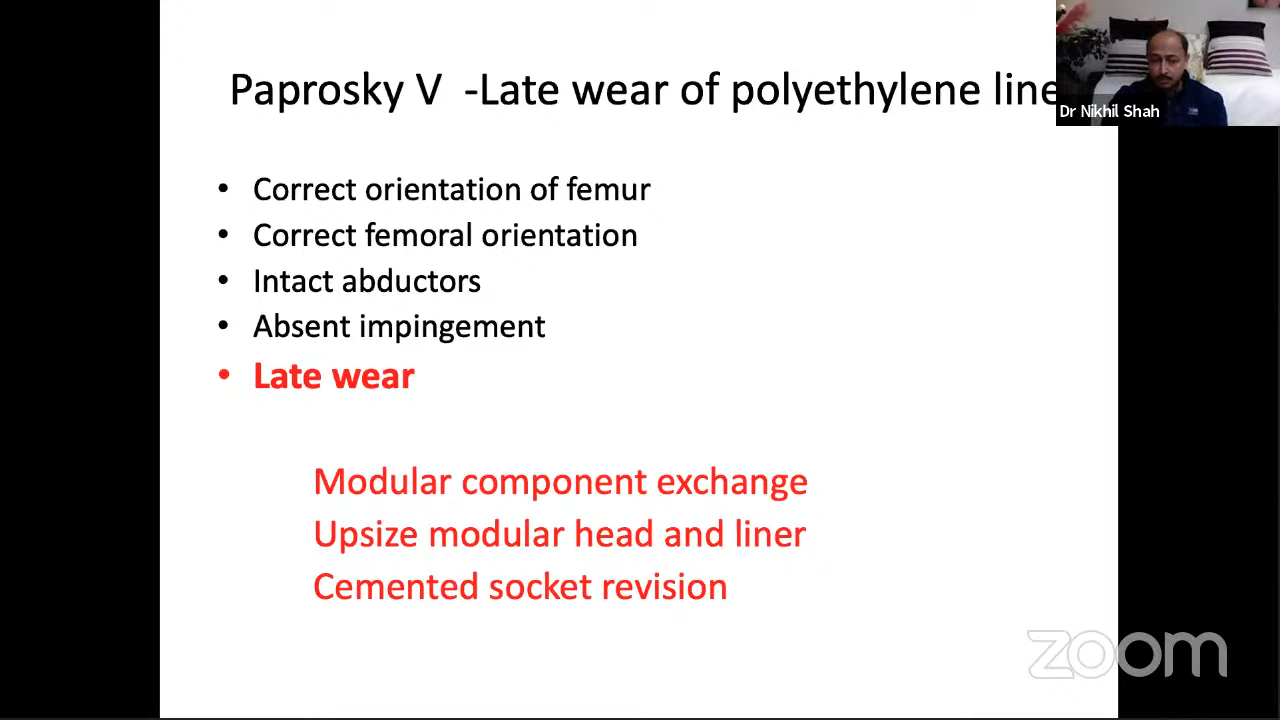 Paprosky V -Late wear of polyethylene line
Dr Nikhil Shah
• Correct orientation of femur
• Correct femoral orientation
• Intact abductors
• Absent impingement
• Late wear
Modular component exchange
Upsize modular head and liner
Cemented socket revision
zoom